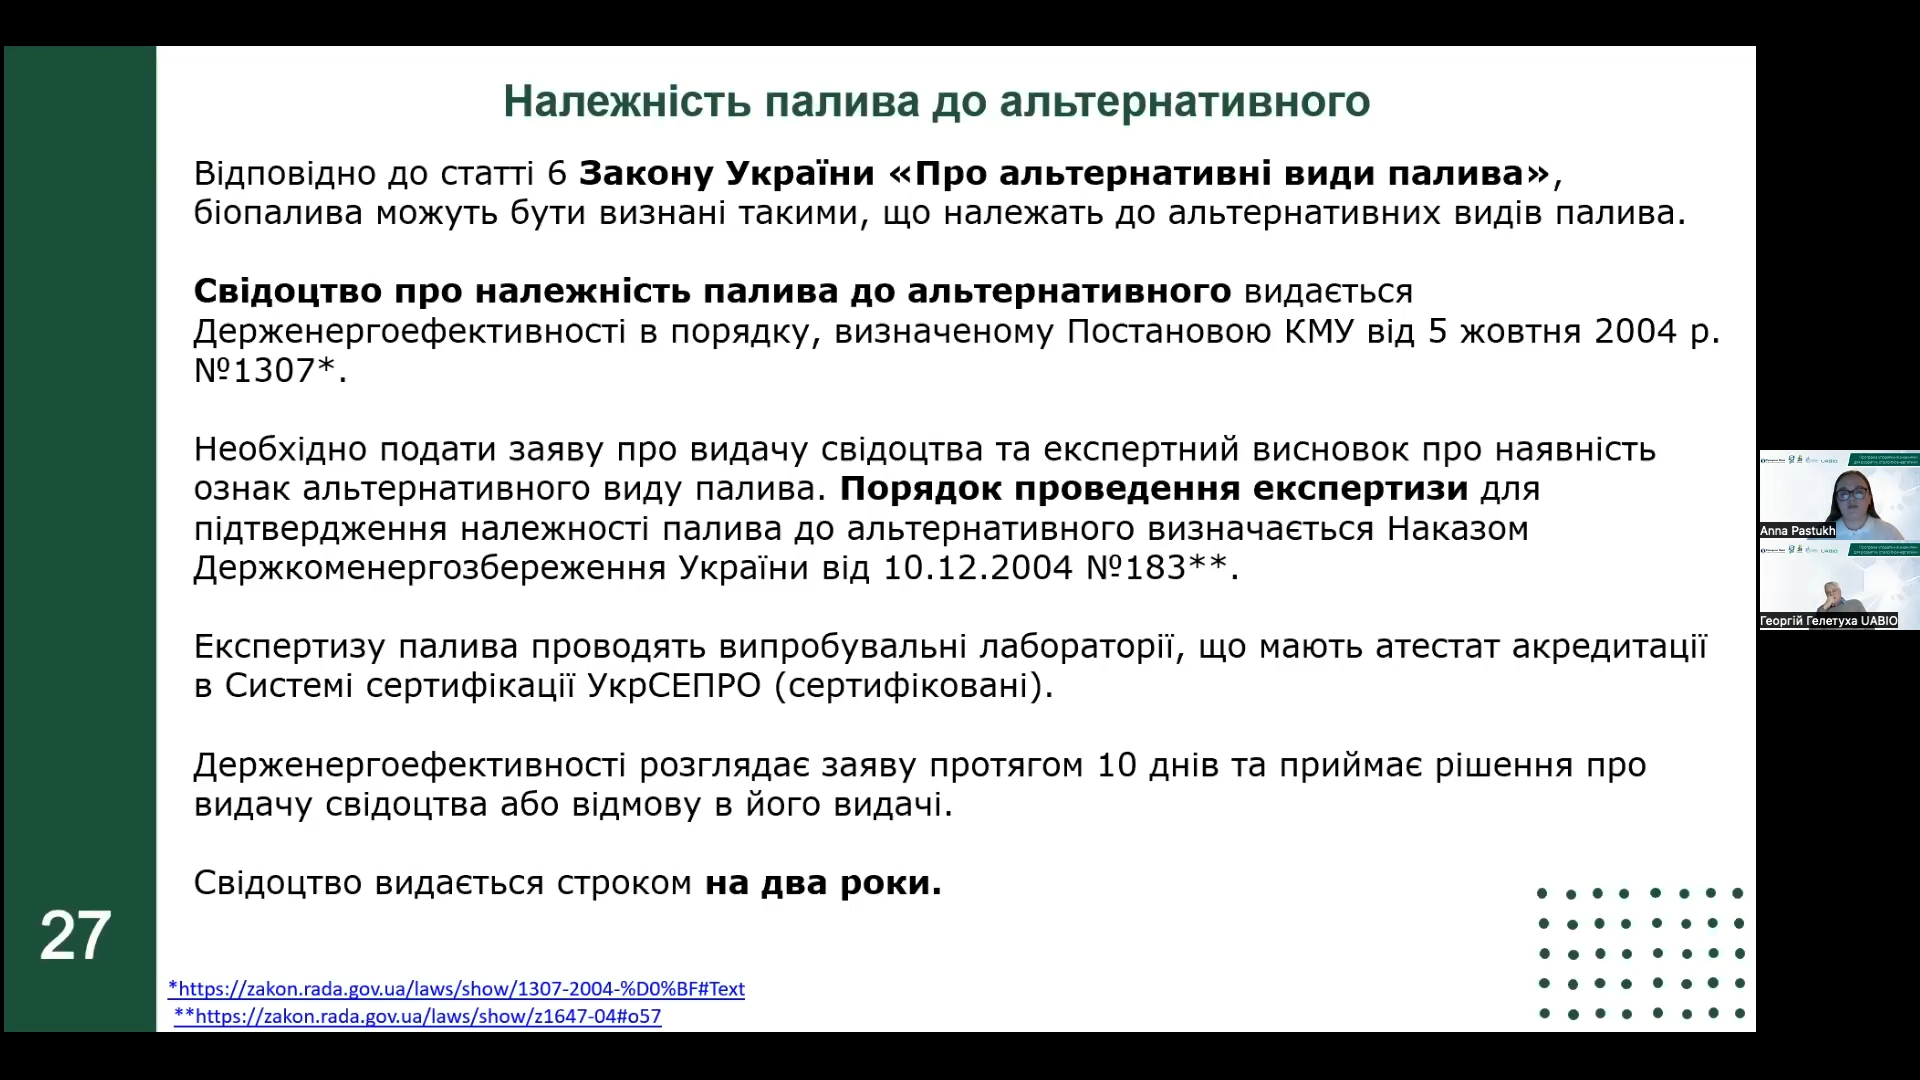 Належність палива до альтернативного
Відповідно до статті 6 Закону України «Про альтернативні види палива»,
біопалива можуть бути визнані такими, що належать до альтернативних видів палива.
Свідоцтво про належність палива до альтернативного видається
Держенергоефективності в порядку, визначеному Постановою КМУ від 5 жовтня 2004 р.
№1307*.
Необхідно подати заяву про видачу свідоцтва та експертний висновок про наявність
ознак альтернативного виду палива. Порядок проведення експертизи для
підтвердження належності палива до альтернативного визначається Наказом
Держкоменергозбереження України від 10.12.2004 №183**.
Експертизу палива проводять випробувальні лабораторії, що мають атестат акредитації
в Системі сертифікації УкрСЕПРО (сертифіковані).
Держенергоефективності розглядає заяву протягом 10 днів та приймає рішення про
видачу свідоцтва або відмову в його видачі.
Свідоцтво видається строком на два роки.
27
*https://zakon.rada.gov.ua/laws/show/1307-2004-%D0%BF#Text
**https://zakon.rada.gov.ua/laws/show/z1647-04#o57
Anna Pastukh
Георгій Гелетуха UABIO